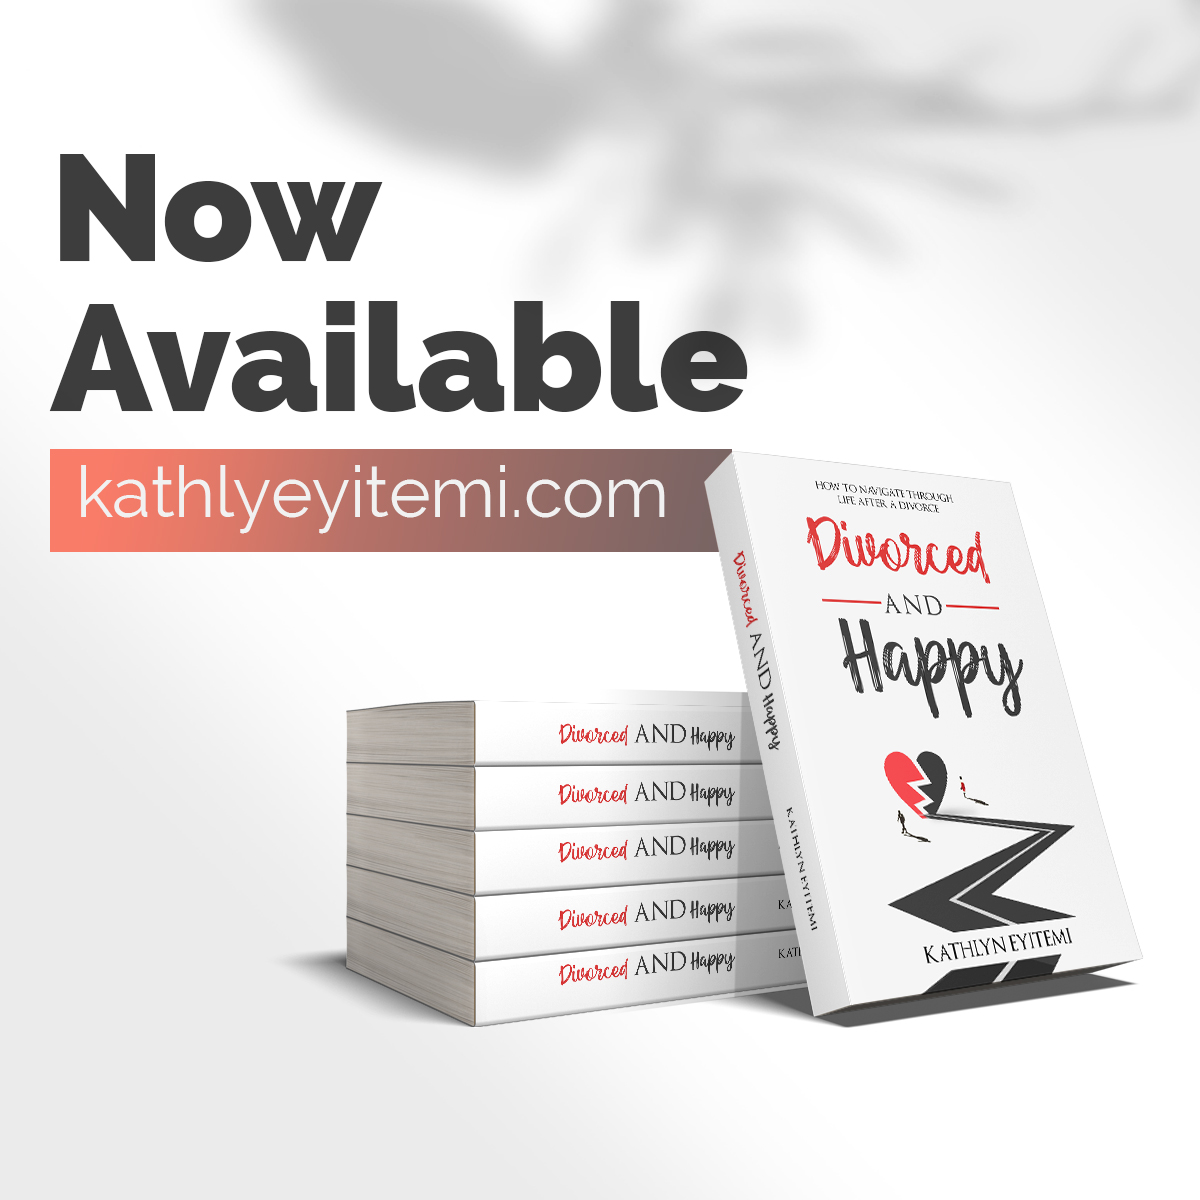 Now
Available
kathlyeyitemi.com
HOW TO NAVIGATE THROUGH
LIFE AFTER A DIVORCE
Divorced
AND
Happy
KATHLYN EYITEMI
Divorced AND Happy
KATHLYN EYITEMI
Divorced AND Happy
Divorced AND Happy
Divorced AND Happy
Divorced AND Happy
Divorced AND Happy